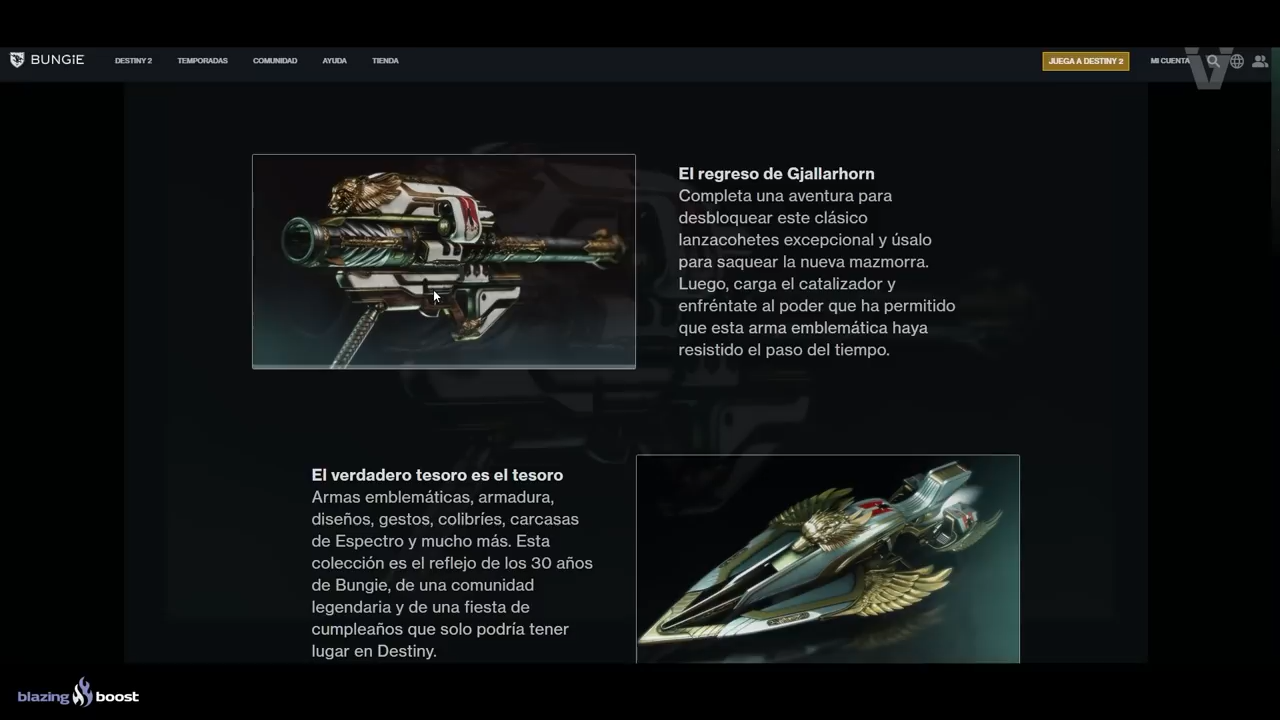 BUNGiE
DESTINY 2
TEMPORADAS
COMUNIDAD
AYUDA
TIENDA
JUEGA A DESTINY 2
MI CUENTA
El regreso de Gjallarhorn
Completa una aventura para
desbloquear este clásico
lanzacohetes excepcional y úsalo
para saquear la nueva mazmorra.
Luego, carga el catalizador y
enfréntate al poder que ha permitido
que esta arma emblemática haya
resistido el paso del tiempo.
El verdadero tesoro es el tesoro
Armas emblemáticas, armadura,
diseños, gestos, colibríes, carcasas
de Espectro y mucho más. Esta
colección es el reflejo de los 30 años
de Bungie, de una comunidad
legendaria y de una fiesta de
cumpleaños que solo podría tener
lugar en Destiny.
blazing boost